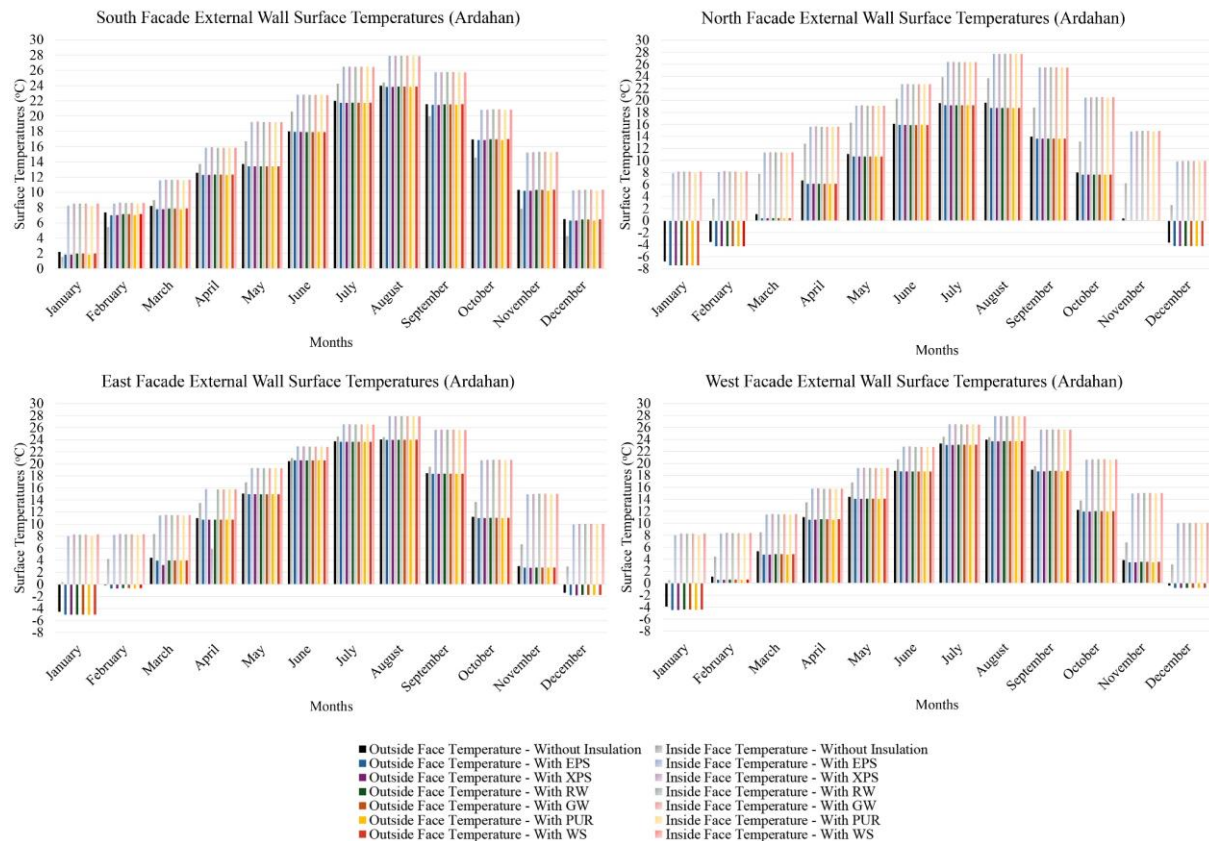 South Facade External Wall Surface Temperatures (Ardahan)
Surface Temperatures (°C)
30
28
26
24
22
20
18
16
14
12
10
8
6
4
2
0
January
February
March
April
May
June
July
August
September
October
November
December
Months
North Facade External Wall Surface Temperatures (Ardahan)
Surface Temperatures (°C)
30
28
26
24
22
20
18
16
14
12
10
8
6
4
2
0
-2
-4
-6
-8
January
February
March
April
May
June
July
August
September
October
November
December
Months
East Facade External Wall Surface Temperatures (Ardahan)
Surface Temperatures (°C)
30
28
26
24
22
20
18
16
14
12
10
8
6
4
2
0
-2
-4
-6
-8
January
February
March
April
May
June
July
August
September
October
November
December
Months
West Facade External Wall Surface Temperatures (Ardahan)
Surface Temperatures (°C)
30
28
26
24
22
20
18
16
14
12
10
8
6
4
2
0
-2
-4
-6
-8
January
February
March
April
May
June
July
August
September
October
November
December
Months
Outside Face Temperature - Without Insulation
Outside Face Temperature - With EPS
Outside Face Temperature - With XPS
Outside Face Temperature - With RW
Outside Face Temperature - With GW
Outside Face Temperature - With PUR
Outside Face Temperature - With WS
Inside Face Temperature - Without Insulation
Inside Face Temperature - With EPS
Inside Face Temperature - With XPS
Inside Face Temperature - With RW
Inside Face Temperature - With GW
Inside Face Temperature - With PUR
Inside Face Temperature - With WS